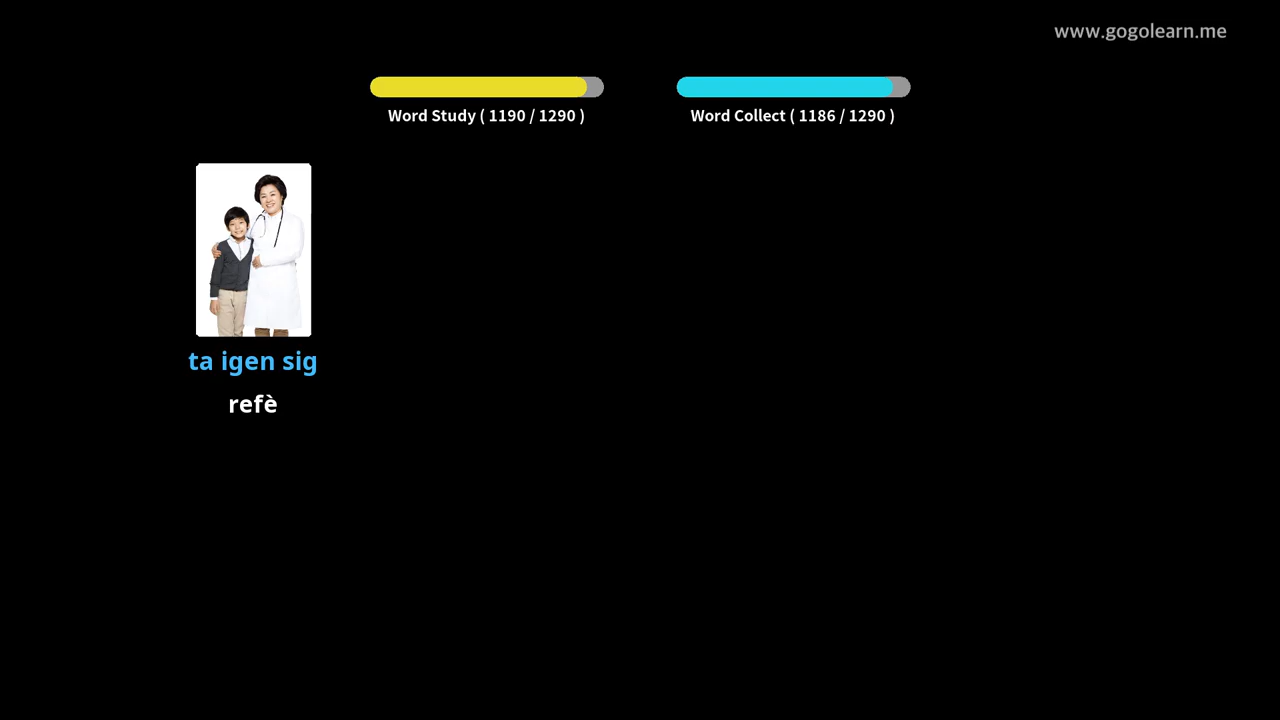 www.gogolearn.me
Word Study ( 1190 / 1290 )
Word Collect ( 1186 / 1290 )
ta igen sig
refè